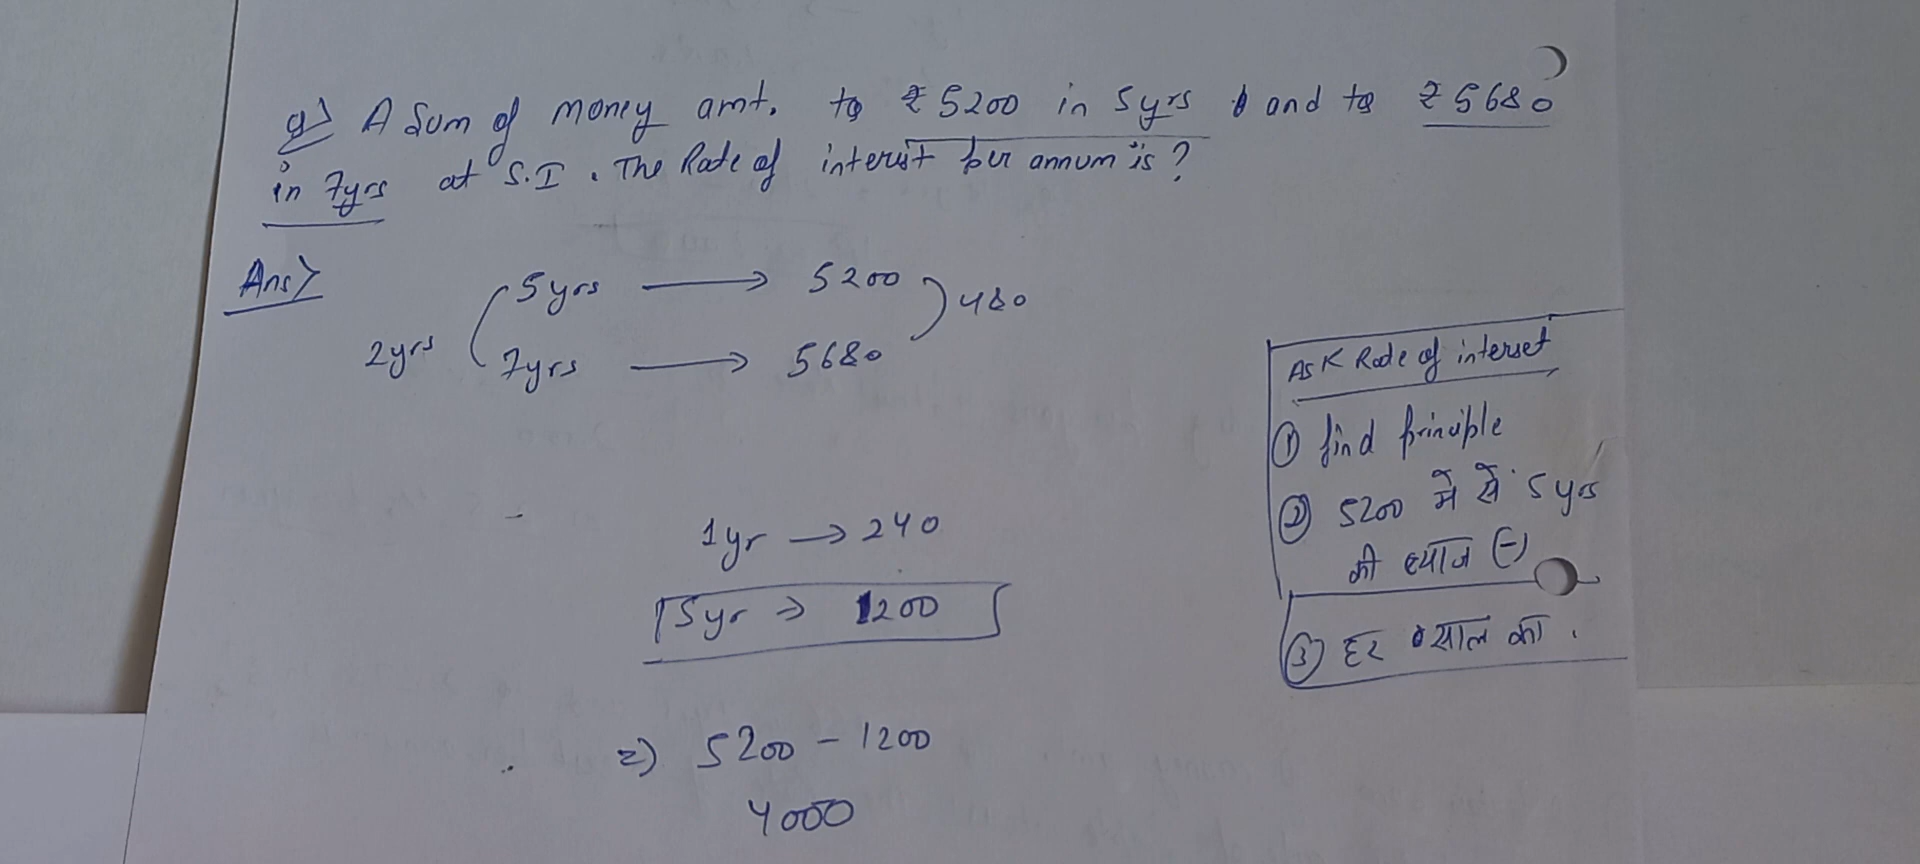 Q> A Sum of money amt. to ₹5200 in 5yrs and to ₹5680
in 7yrs at S.I. The Rate of interest per annum is?
Ans>
5yrs → 5200
2yrs 480
7yrs → 5680
1yr → 240
5yr → 1200
=) 5200 - 1200
4000
Ask Rate of interset
① find principle
② 5200 में से 5yrs
की ब्याज (-)
③ हर साल का.